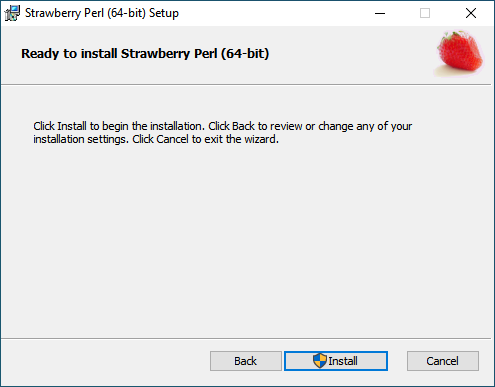 Strawberry Perl (64-bit) Setup
Ready to install Strawberry Perl (64-bit)
Click Install to begin the installation. Click Back to review or change any of your
installation settings. Click Cancel to exit the wizard.
Back
Install
Cancel